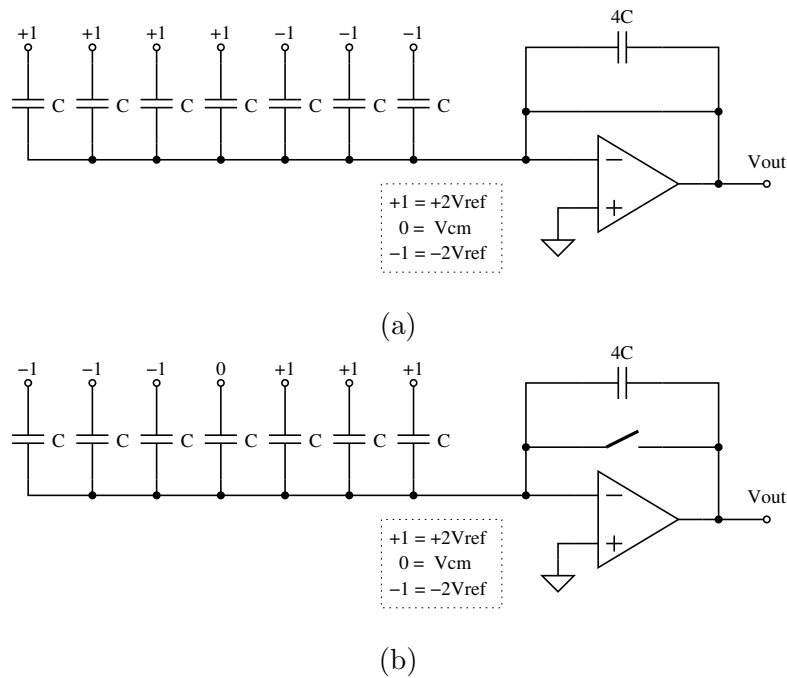 4C
+1 +1 +1 +1 −1 −1 −1
C C C C C C C
Vout
−
+
+1 = +2Vref
0 = Vcm
−1 = −2Vref
(a)
4C
−1 −1 −1 0 +1 +1 +1
C C C C C C C
Vout
−
+
+1 = +2Vref
0 = Vcm
−1 = −2Vref
(b)